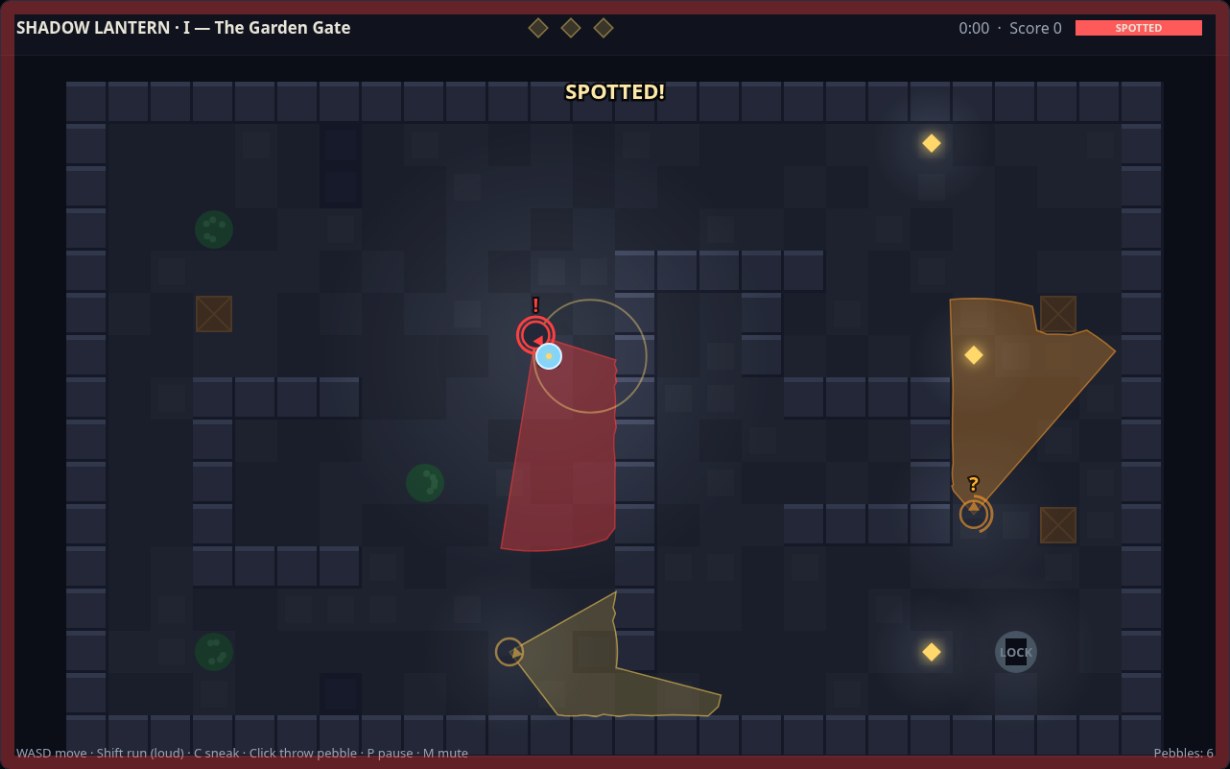 SHADOW LANTERN · I — The Garden Gate
0:00 · Score 0
SPOTTED
SPOTTED!
!
?
LOCK
WASD move · Shift run (loud) · C sneak · Click throw pebble · P pause · M mute
Pebbles: 6